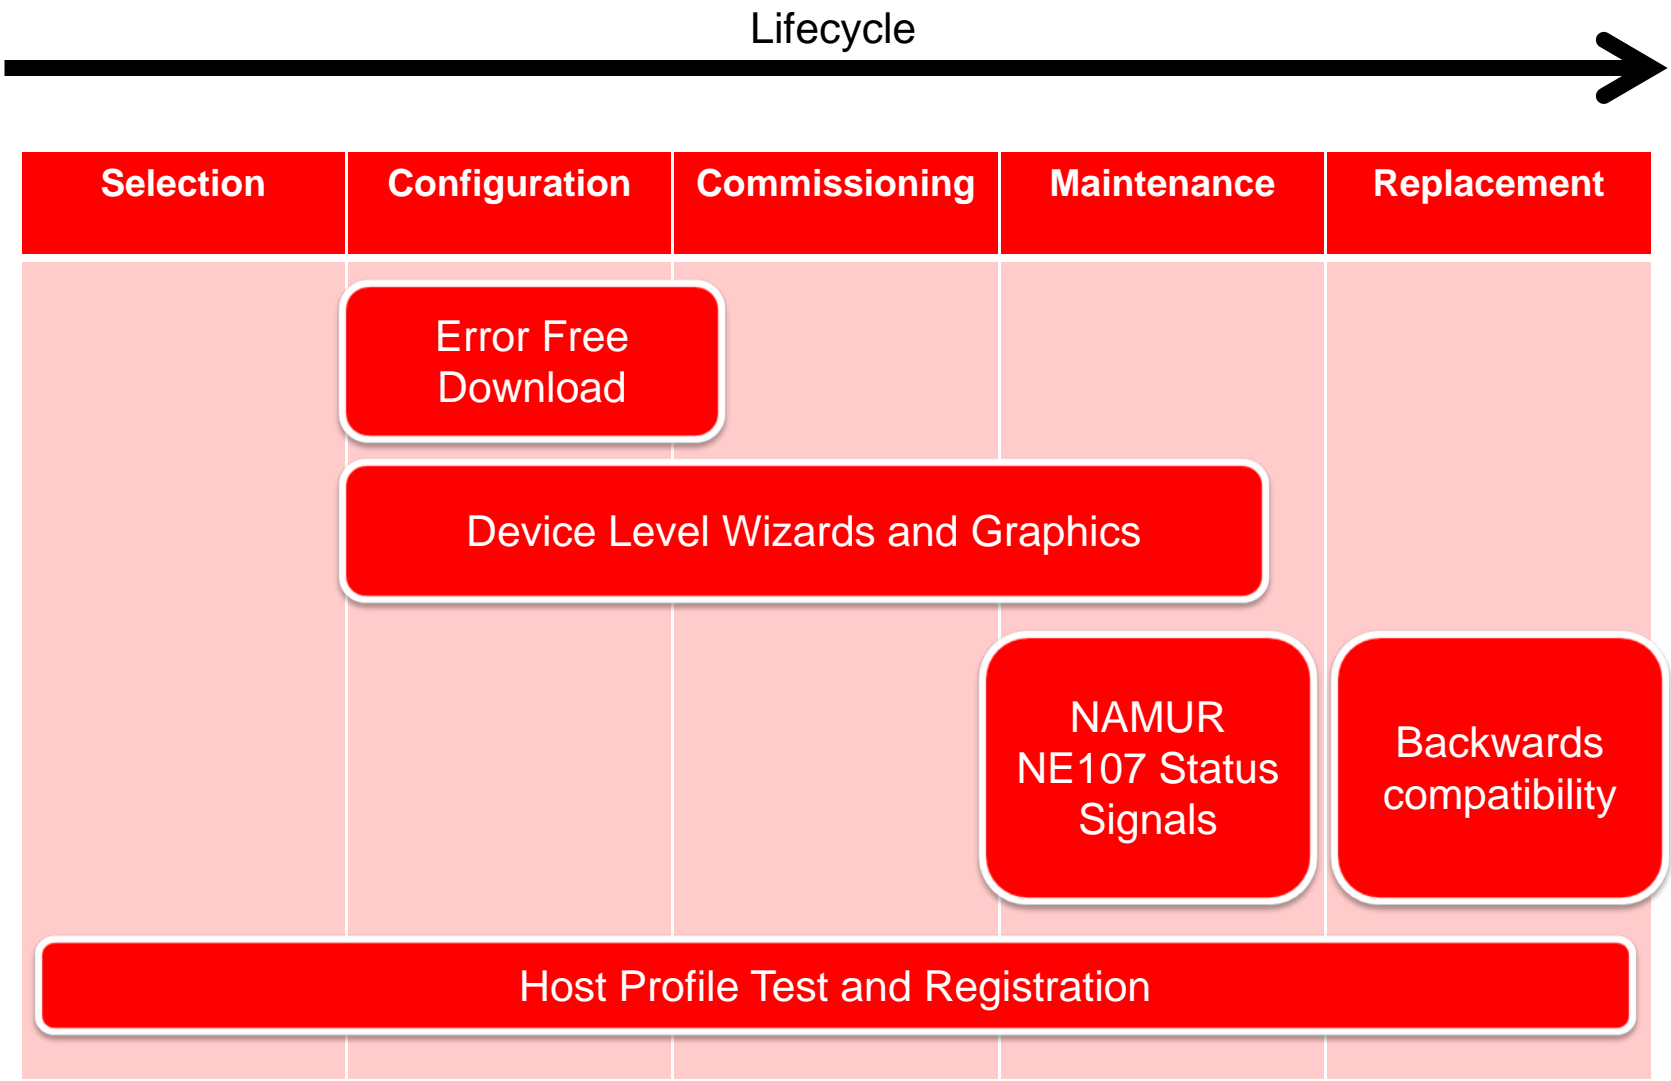 Lifecycle
Selection
Configuration
Commissioning
Maintenance
Replacement
Error Free
Download
Device Level Wizards and Graphics
NAMUR
NE107 Status
Signals
Backwards
compatibility
Host Profile Test and Registration